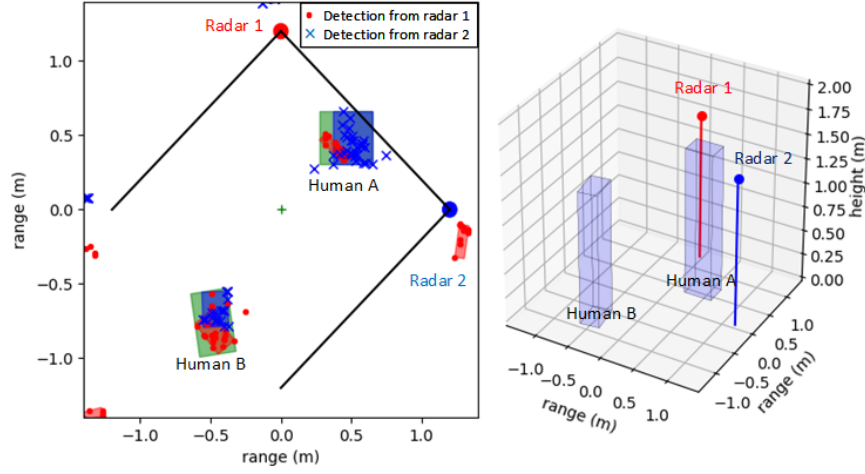 Radar 1
Detection from radar 1
Detection from radar 2
Human A
Radar 2
Human B
range (m)
1.0
0.5
0.0
−0.5
−1.0
−1.0
−0.5
0.0
0.5
1.0
range (m)
Radar 1
Radar 2
Human A
Human B
2.00
1.75
1.50
1.25
1.00
0.75
0.50
0.25
0.00
height (m)
−1.0
−0.5
0.0
0.5
1.0
range (m)
1.0
0.5
0.0
−0.5
−1.0
range (m)